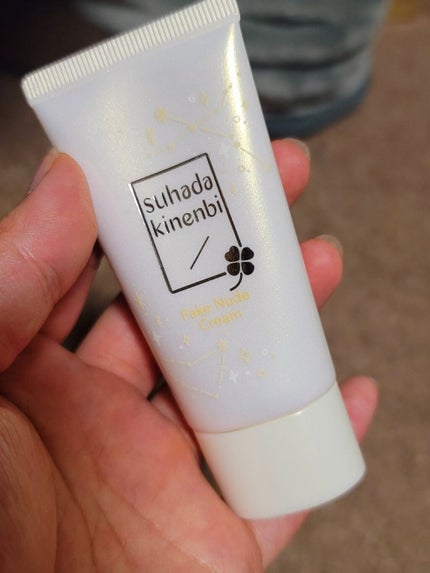 suhada
kinenbi
Fake Nude
Cream